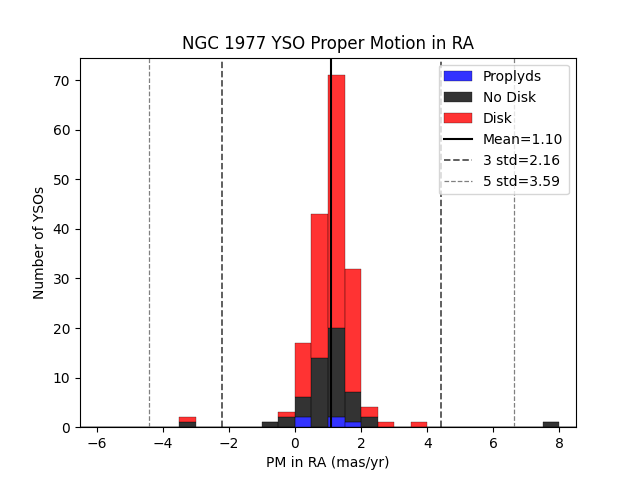 NGC 1977 YSO Proper Motion in RA
Number of YSOs
70
60
50
40
30
20
10
0
Proplyds
No Disk
Disk
Mean=1.10
3 std=2.16
5 std=3.59
−6 −4 −2 0 2 4 6 8
PM in RA (mas/yr)